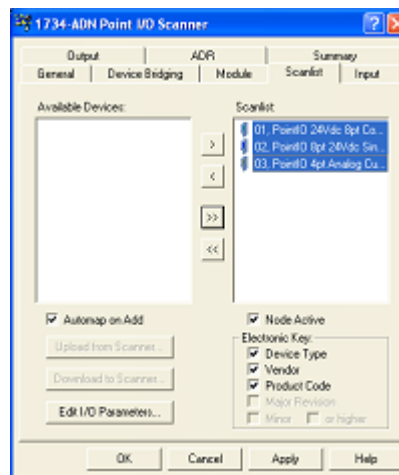 1734-ADN Point I/O Scanner
Output ADR Summary
General Device Bridging Module Scanlist Input
Available Devices: Scanlist:
01, PointIO 24Vdc 8pt Co...
02, PointIO 8pt 24Vdc Sin...
03, PointIO 4pt Analog Cu...
>
<
>>
<<
Automap on Add
Node Active
Upload from Scanner...
Download to Scanner...
Edit I/O Parameters...
Electronic Key:
Device Type
Vendor
Product Code
Major Revision
Minor or higher
OK Cancel Apply Help